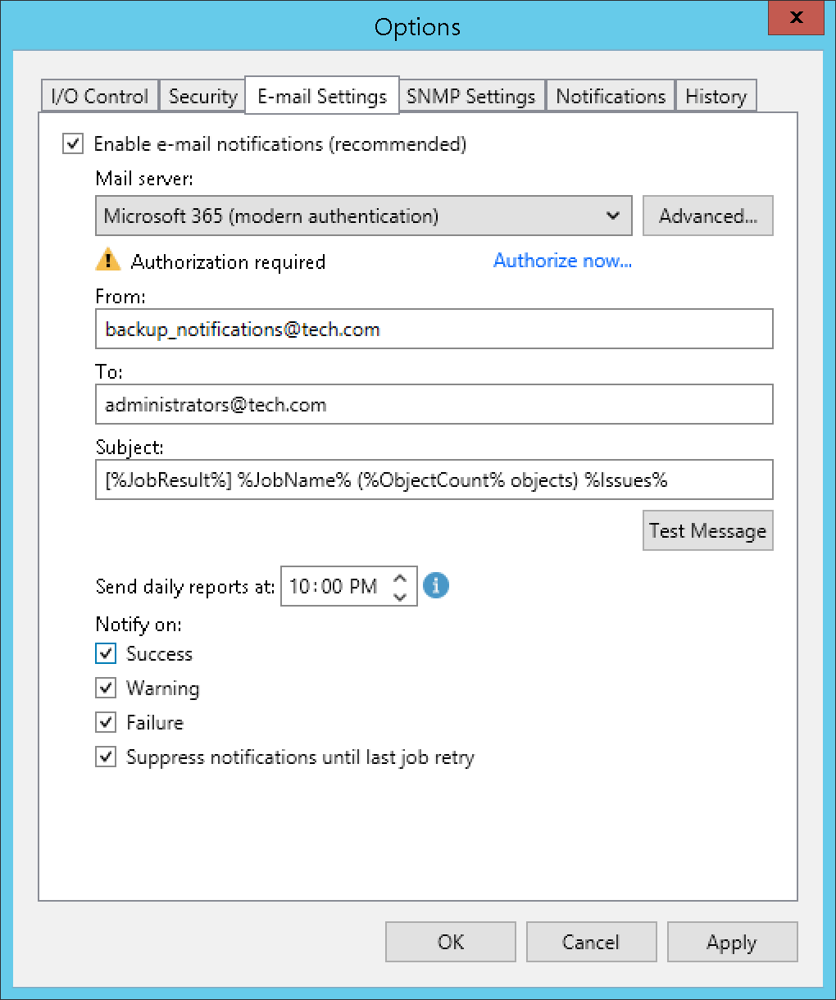 Options
x
I/O Control Security E-mail Settings SNMP Settings Notifications History
Enable e-mail notifications (recommended)
Mail server:
Microsoft 365 (modern authentication) Advanced...
Authorization required Authorize now...
From:
backup_notifications@tech.com
To:
administrators@tech.com
Subject:
[%JobResult%] %JobName% (%ObjectCount% objects) %Issues%
Test Message
Send daily reports at: 10:00 PM
Notify on:
Success
Warning
Failure
Suppress notifications until last job retry
OK Cancel Apply